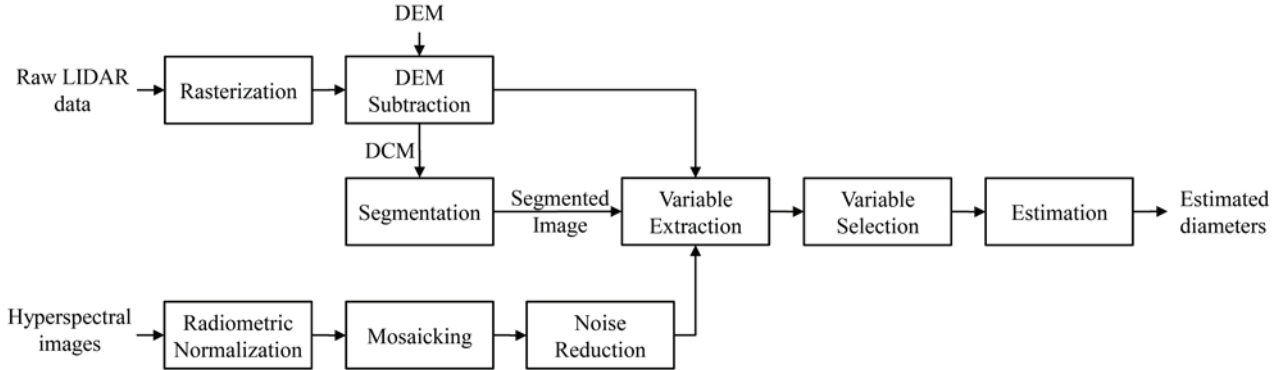 DEM
Raw LIDAR
data
Rasterization
DEM
Subtraction
DCM
Segmentation
Segmented
Image
Variable
Extraction
Variable
Selection
Estimation
Estimated
diameters
Hyperspectral
images
Radiometric
Normalization
Mosaicking
Noise
Reduction